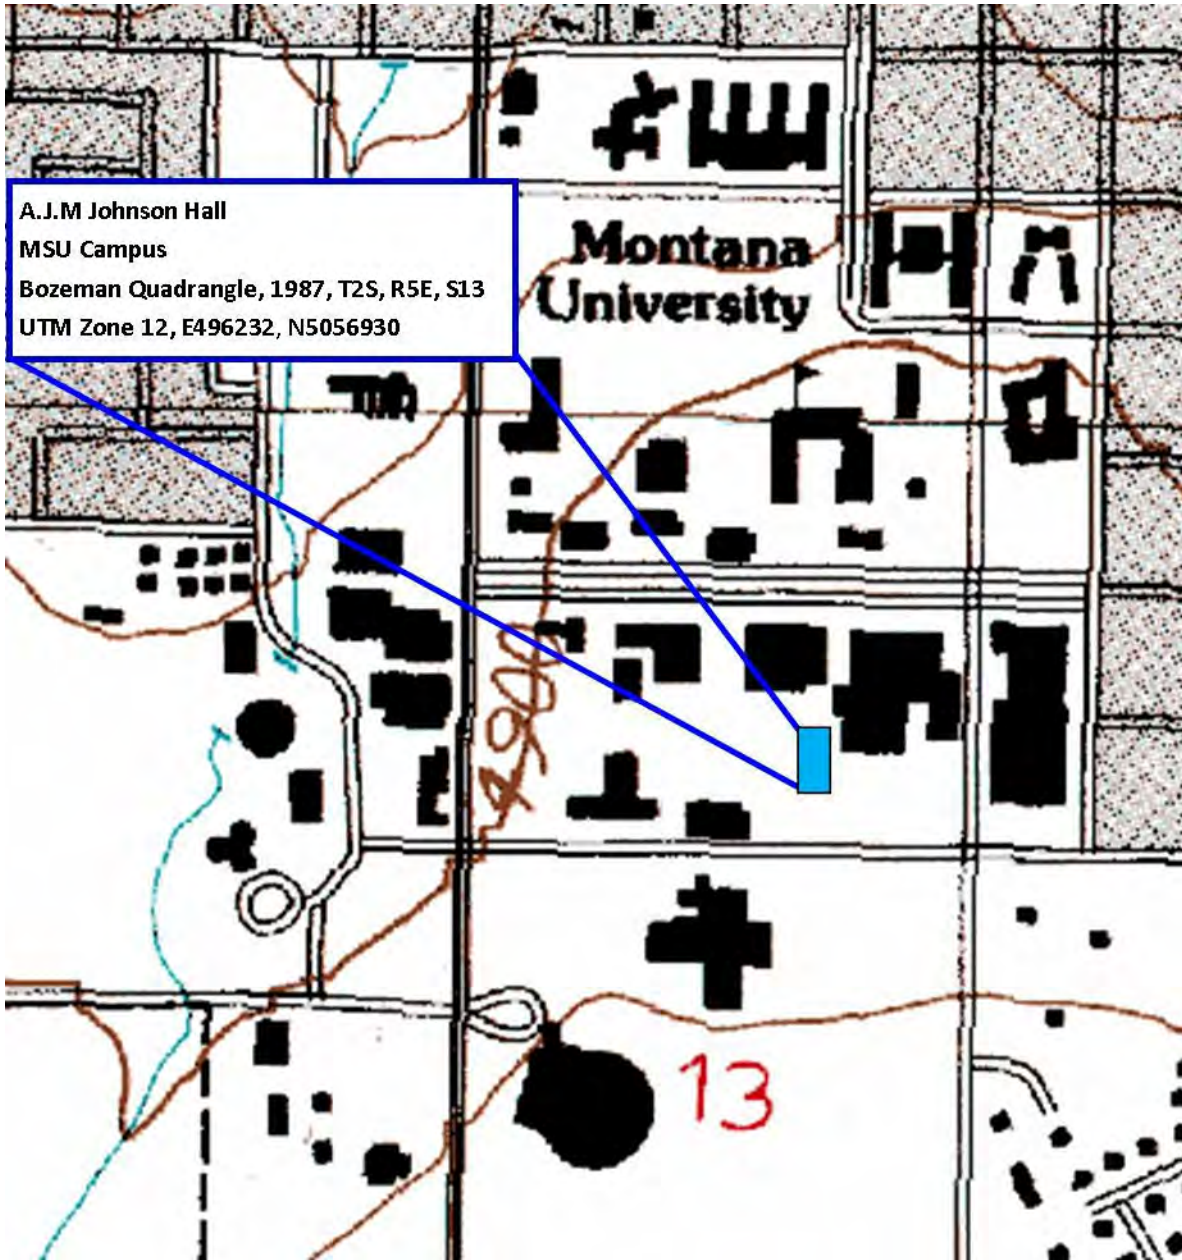 A.J.M Johnson Hall
MSU Campus
Bozeman Quadrangle, 1987, T2S, R5E, S13
UTM Zone 12, E496232, N5056930
Montana
University
4900
13